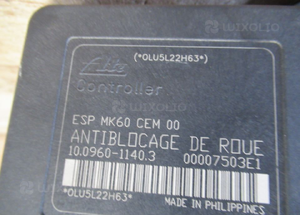 (*OLU5L22H63*)
Ate
Controller
ESP MK60 CEM 00
ANTIBLOCAGE DE ROUE
10.0960-1140.3 00007503E1
*OLU5L22H63*
MADE IN PHILIPPINES